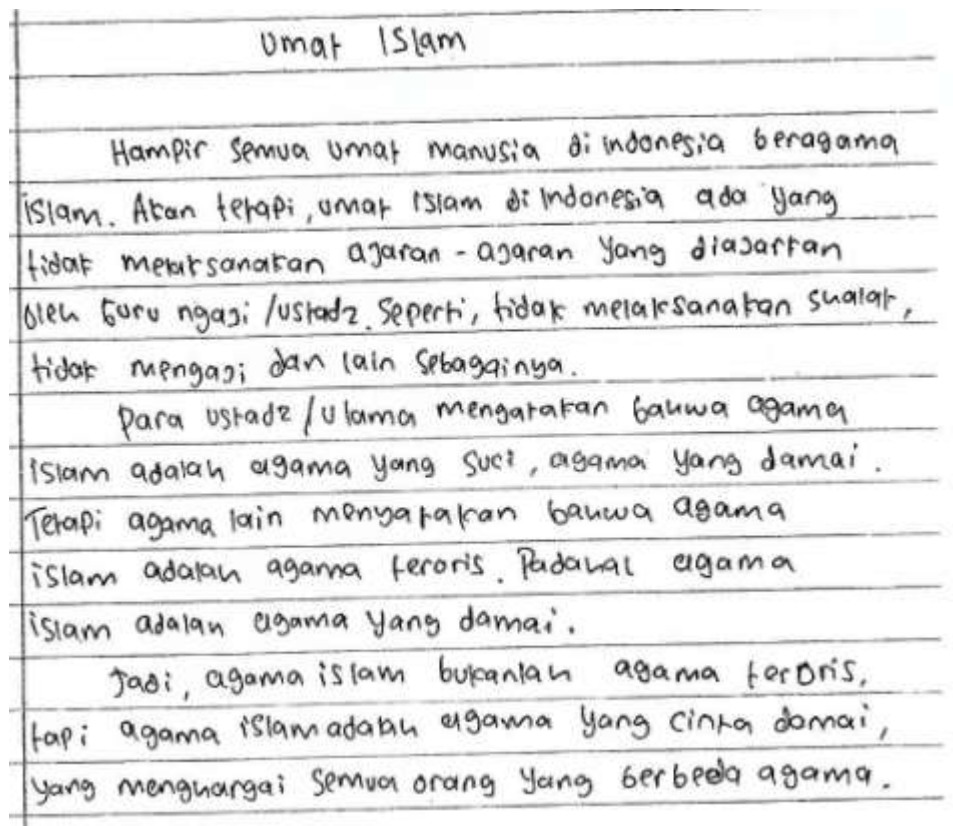 Umat Islam
Hampir semua umat manusia di indonesia beragama
islam. Akan tetapi, umat islam di Indonesia ada yang
tidak melaksanakan ajaran-ajaran yang diajarkan
oleh Guru ngaji/ustadz. Seperti, tidak melaksanakan shalat,
tidak mengaji dan lain sebagainya.
Para ustadz/ulama mengatakan bahwa agama
islam adalah agama yang suci, agama yang damai.
Tetapi agama lain menyatakan bahwa agama
islam adalah agama teroris. Padahal agama
islam adalah agama yang damai.
Jadi, agama islam bukanlah agama teroris,
tapi agama islam adalah agama yang cinta damai,
yang menghargai semua orang yang berbeda agama.